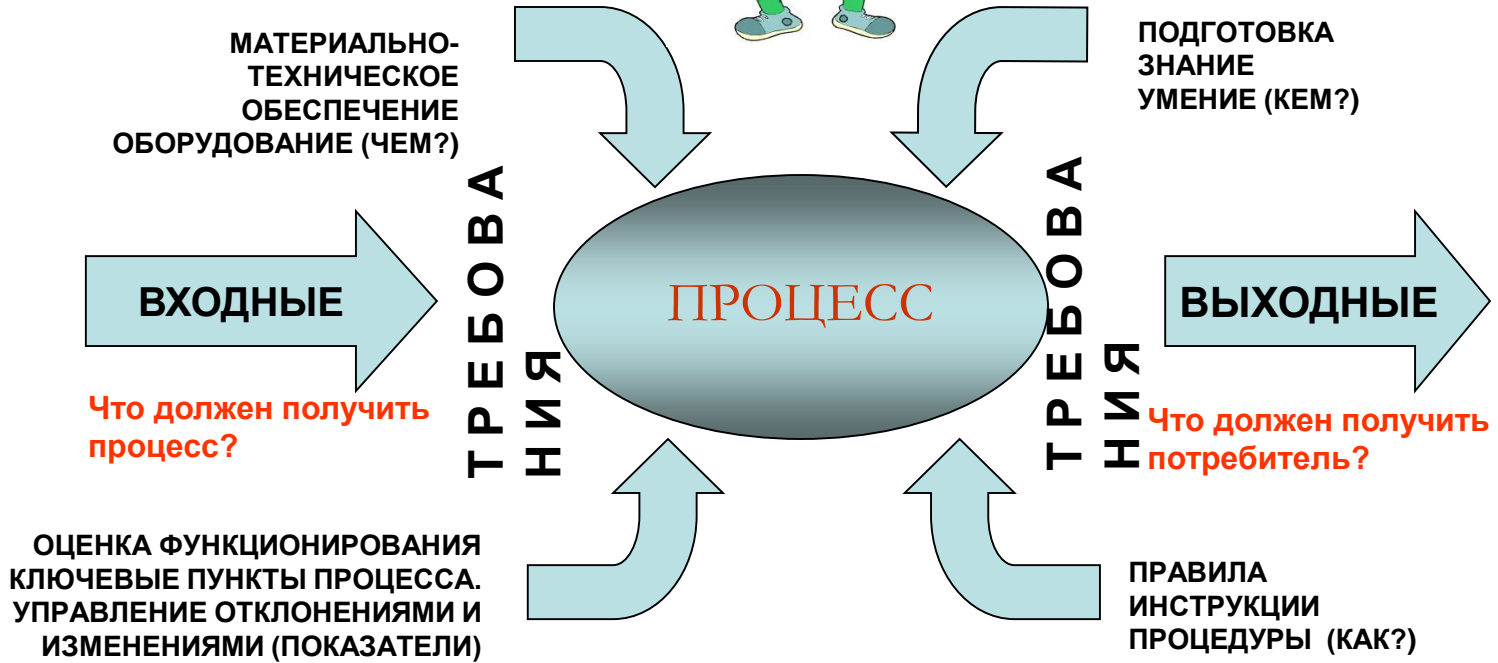 МАТЕРИАЛЬНО-
ТЕХНИЧЕСКОЕ
ОБЕСПЕЧЕНИЕ
ОБОРУДОВАНИЕ (ЧЕМ?)
ПОДГОТОВКА
ЗНАНИЕ
УМЕНИЕ (КЕМ?)
ВХОДНЫЕ
Что должен получить
процесс?
ТРЕБОВА
НИЯ
ПРОЦЕСС
ТРЕБОВА
НИЯ
ВЫХОДНЫЕ
Что должен получить
потребитель?
ОЦЕНКА ФУНКЦИОНИРОВАНИЯ
КЛЮЧЕВЫЕ ПУНКТЫ ПРОЦЕССА.
УПРАВЛЕНИЕ ОТКЛОНЕНИЯМИ И
ИЗМЕНЕНИЯМИ (ПОКАЗАТЕЛИ)
ПРАВИЛА
ИНСТРУКЦИИ
ПРОЦЕДУРЫ (КАК?)